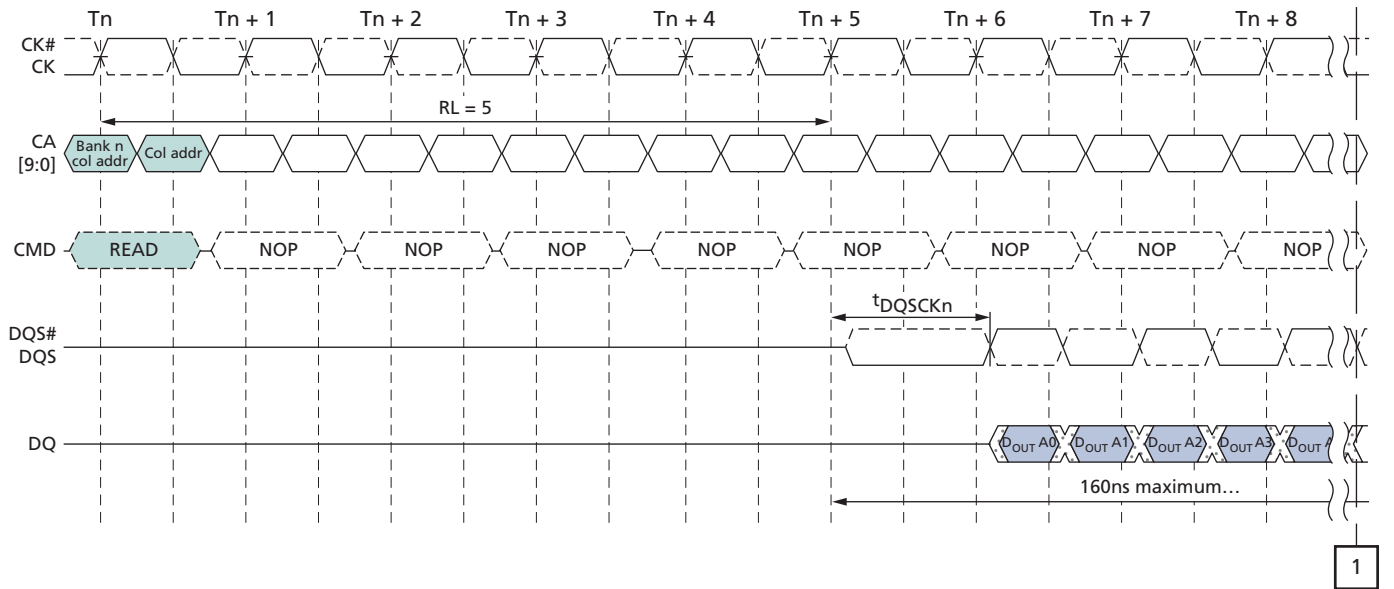 Tn Tn + 1 Tn + 2 Tn + 3 Tn + 4 Tn + 5 Tn + 6 Tn + 7 Tn + 8
CK#
CK
RL = 5
CA
[9:0]
Bank n
col addr
Col addr
CMD READ NOP NOP NOP NOP NOP NOP NOP NOP
tDQSCKn
DQS#
DQS
DQ DOUT A0 DOUT A1 DOUT A2 DOUT A3 DOUT A
160ns maximum…
1